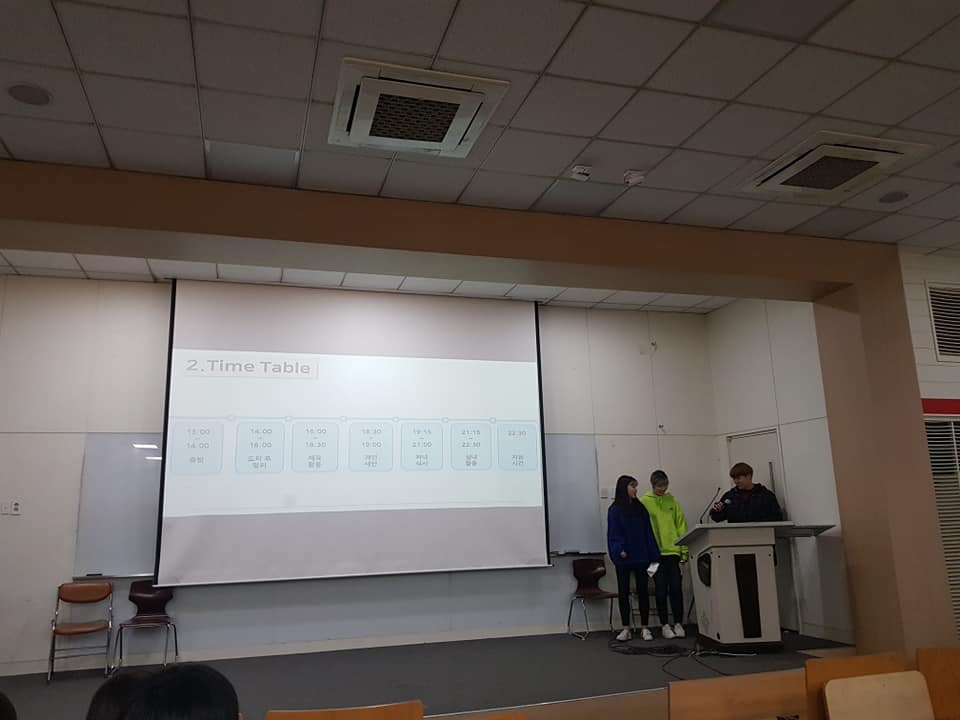 2.Time Table
13:00
~
14:00
출발
14:00
~
16:00
도착 후
정리
16:00
~
18:30
체육
활동
18:30
~
19:00
개인
세면
19:15
~
21:00
저녁
식사
21:15
~
22:30
실내
활동
22:30
자유
시간